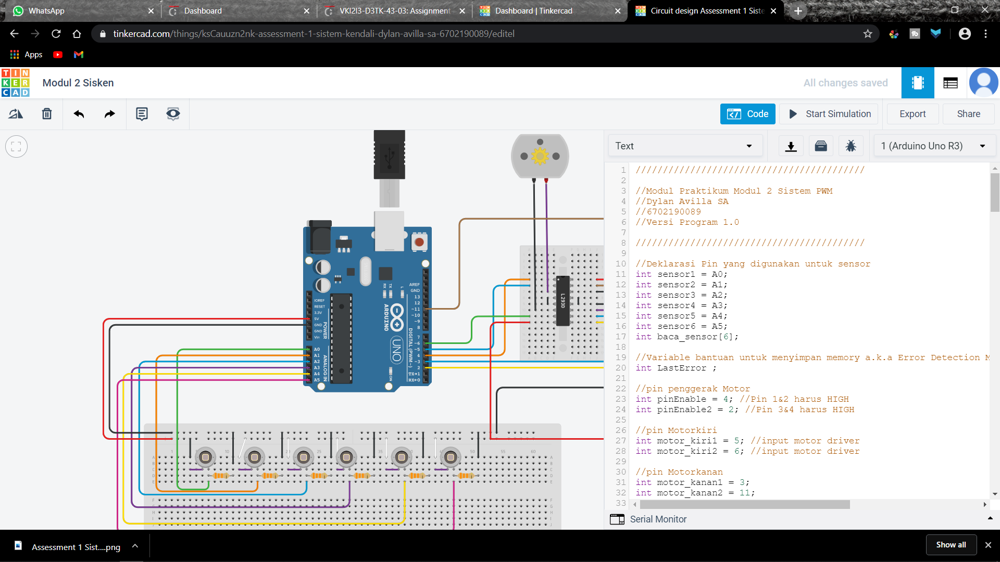 WhatsApp
Dashboard
VKI2I3-D3TK-43-03: Assignment
Dashboard | Tinkercad
Circuit design Assessment 1 Siste
tinkercad.com/things/ksCauuzn2nk-assessment-1-sistem-kendali-dylan-avilla-sa-6702190089/editel
Apps
TINKERCAD
Modul 2 Sisken
All changes saved
Code
Start Simulation
Export
Share
Text
1 (Arduino Uno R3)
1 //////////////////////////////////////////
2
3 //Modul Praktikum Modul 2 Sistem PWM
4 //Dylan Avilla SA
5 //6702190089
6 //Versi Program 1.0
7
8 //////////////////////////////////////////
9
10 //Deklarasi Pin yang digunakan untuk sensor
11 int sensor1 = A0;
12 int sensor2 = A1;
13 int sensor3 = A2;
14 int sensor4 = A3;
15 int sensor5 = A4;
16 int sensor6 = A5;
17 int baca_sensor[6];
18
19 //Variable bantuan untuk menyimpan memory a.k.a Error Detection M
20 int LastError ;
21
22 //pin penggerak Motor
23 int pinEnable = 4; //Pin 1&2 harus HIGH
24 int pinEnable2 = 2; //Pin 3&4 harus HIGH
25
26 //pin Motorkiri
27 int motor_kiri1 = 5; //input motor driver
28 int motor_kiri2 = 6; //input motor driver
29
30 //pin Motorkanan
31 int motor_kanan1 = 3;
32 int motor_kanan2 = 11;
33
Serial Monitor
AREF
GND
13
12
~11
~10
~9
8
7
~6
~5
4
~3
2
TX→1
RX←0
DIGITAL (PWM ~)
IOREF
RESET
3.3V
5V
GND
GND
Vin
POWER
A0
A1
A2
A3
A4
A5
ANALOG IN
RX
TX
L
ARDUINO
UNO
ON
L293D
Assessment 1 Sist....png
Show all